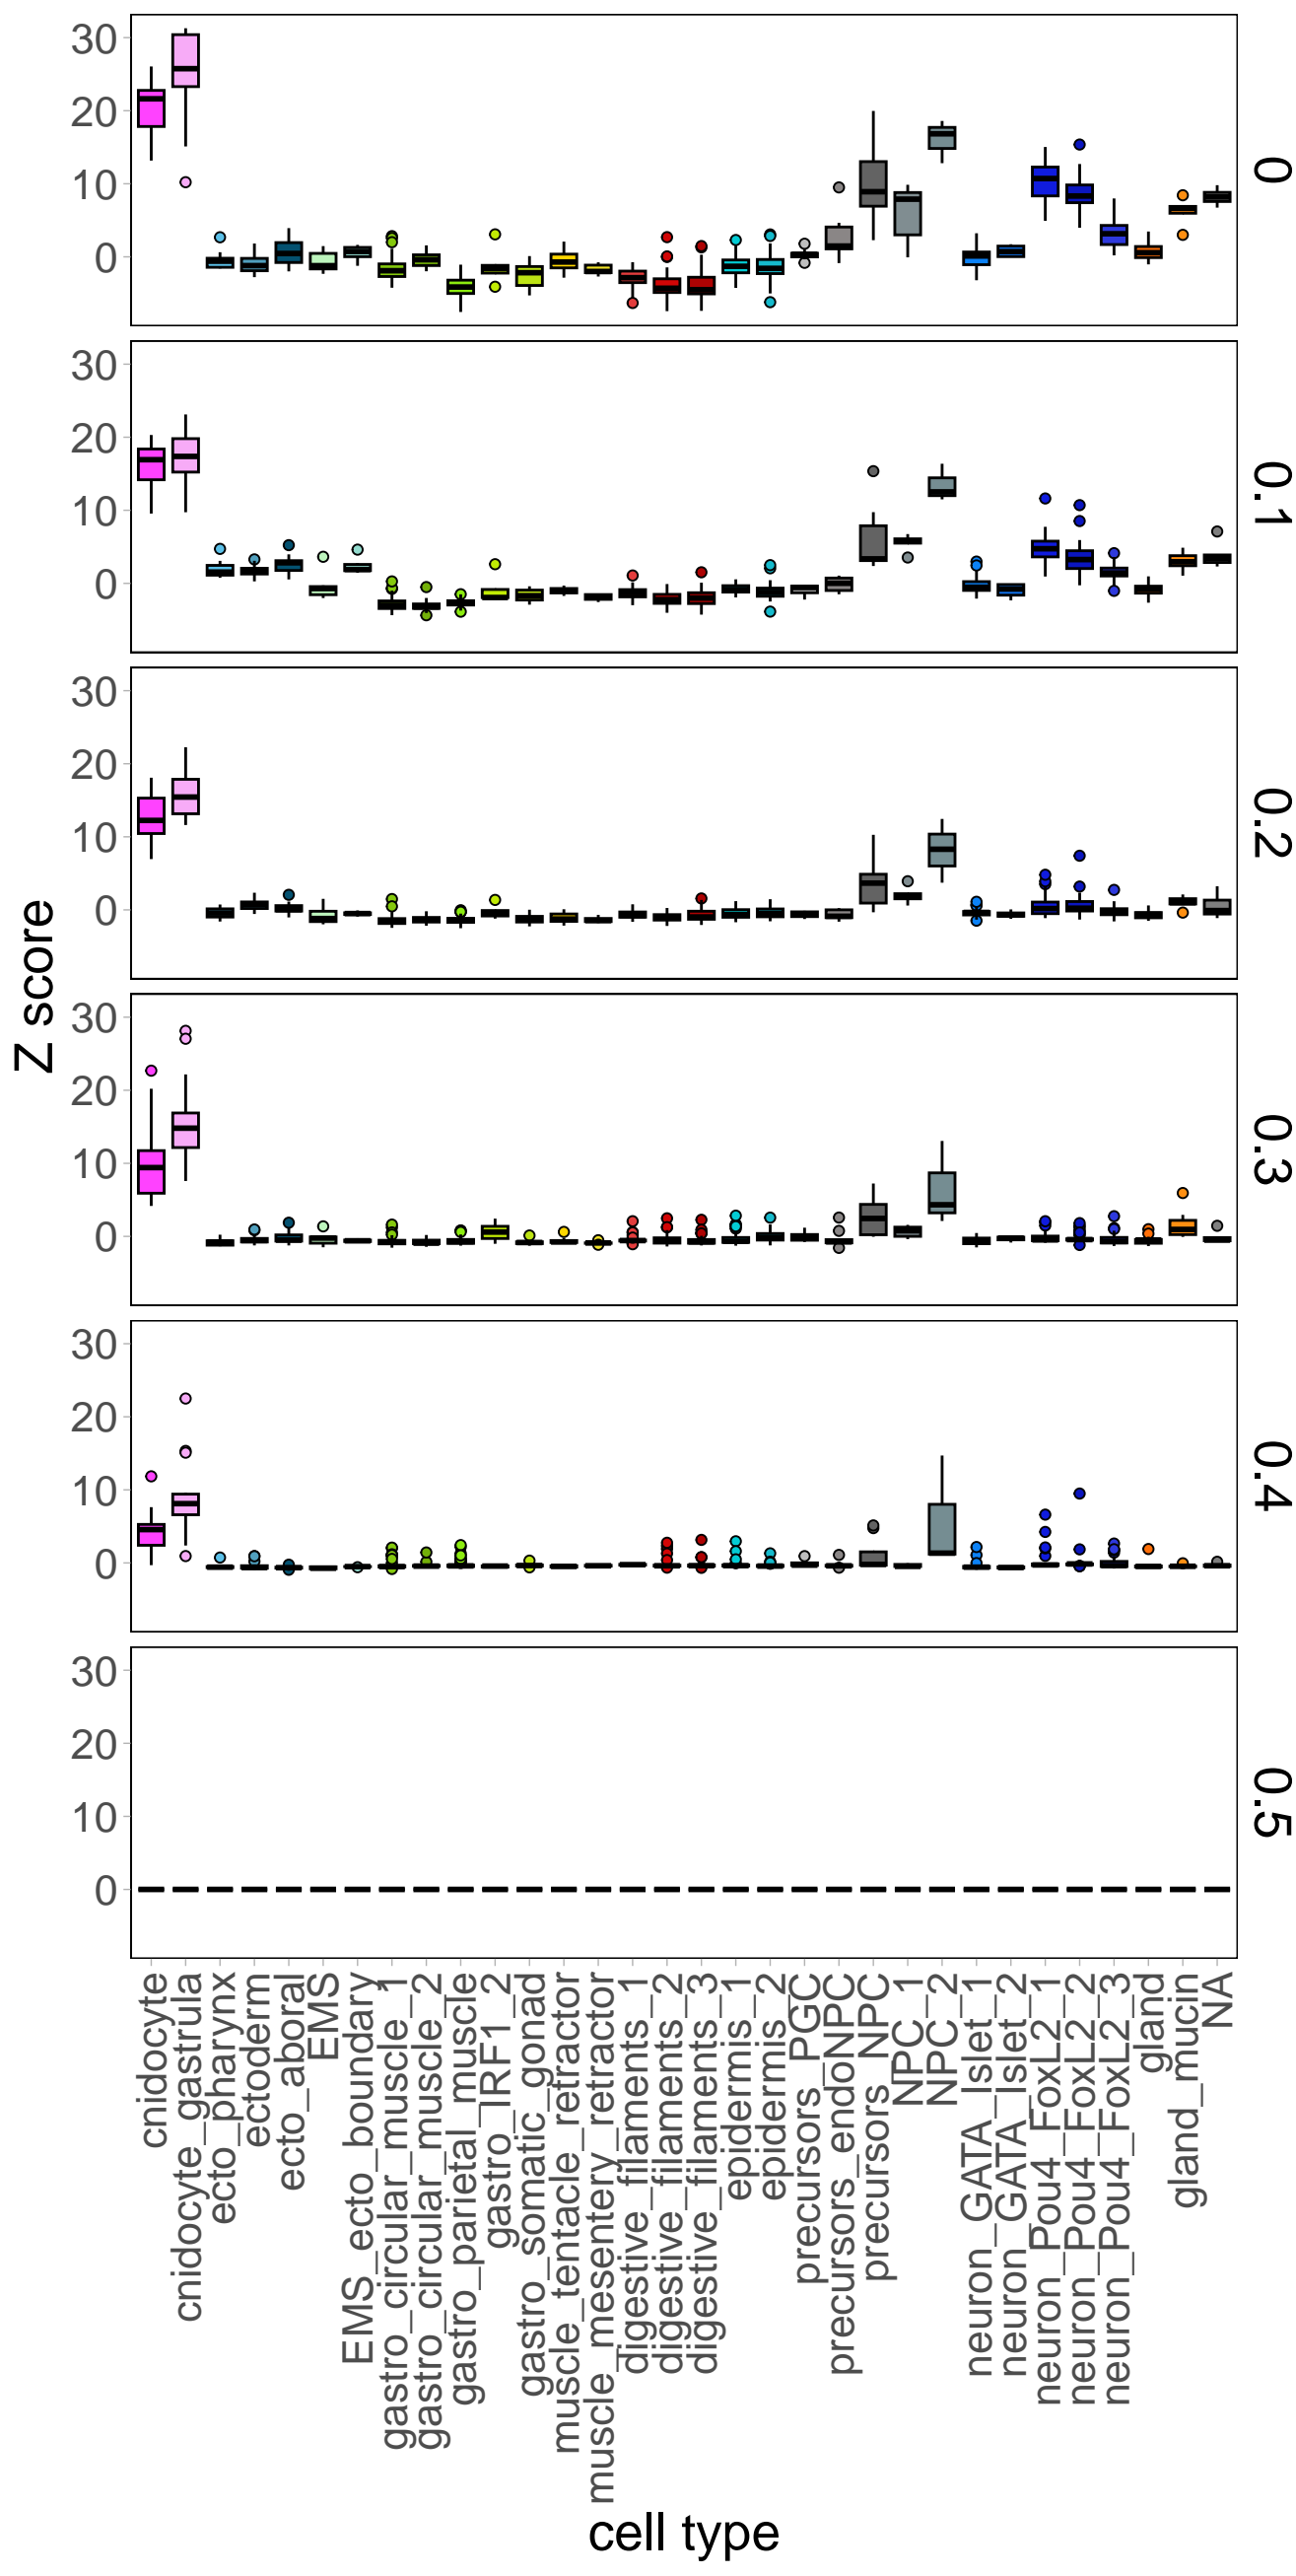 Z score
30
20
10
0
0
30
20
10
0
0.1
30
20
10
0
0.2
30
20
10
0
0.3
30
20
10
0
0.4
30
20
10
0
0.5
cnidocyte
cnidocyte_gastrula
ecto_pharynx
ectoderm
ecto_aboral
EMS
EMS_ecto_boundary
gastro_circular_muscle_1
gastro_circular_muscle_2
gastro_parietal_muscle
gastro_IRF1_2
gastro_somatic_gonad
muscle_tentacle_retractor
muscle_mesentery_retractor
digestive_filaments_1
digestive_filaments_2
digestive_filaments_3
epidermis_1
epidermis_2
precursors_PGC
precursors_endoNPC
precursors_NPC
NPC_1
NPC_2
neuron_GATA_Islet_1
neuron_GATA_Islet_2
neuron_Pou4_FoxL2_1
neuron_Pou4_FoxL2_2
neuron_Pou4_FoxL2_3
gland
gland_mucin
NA
cell type